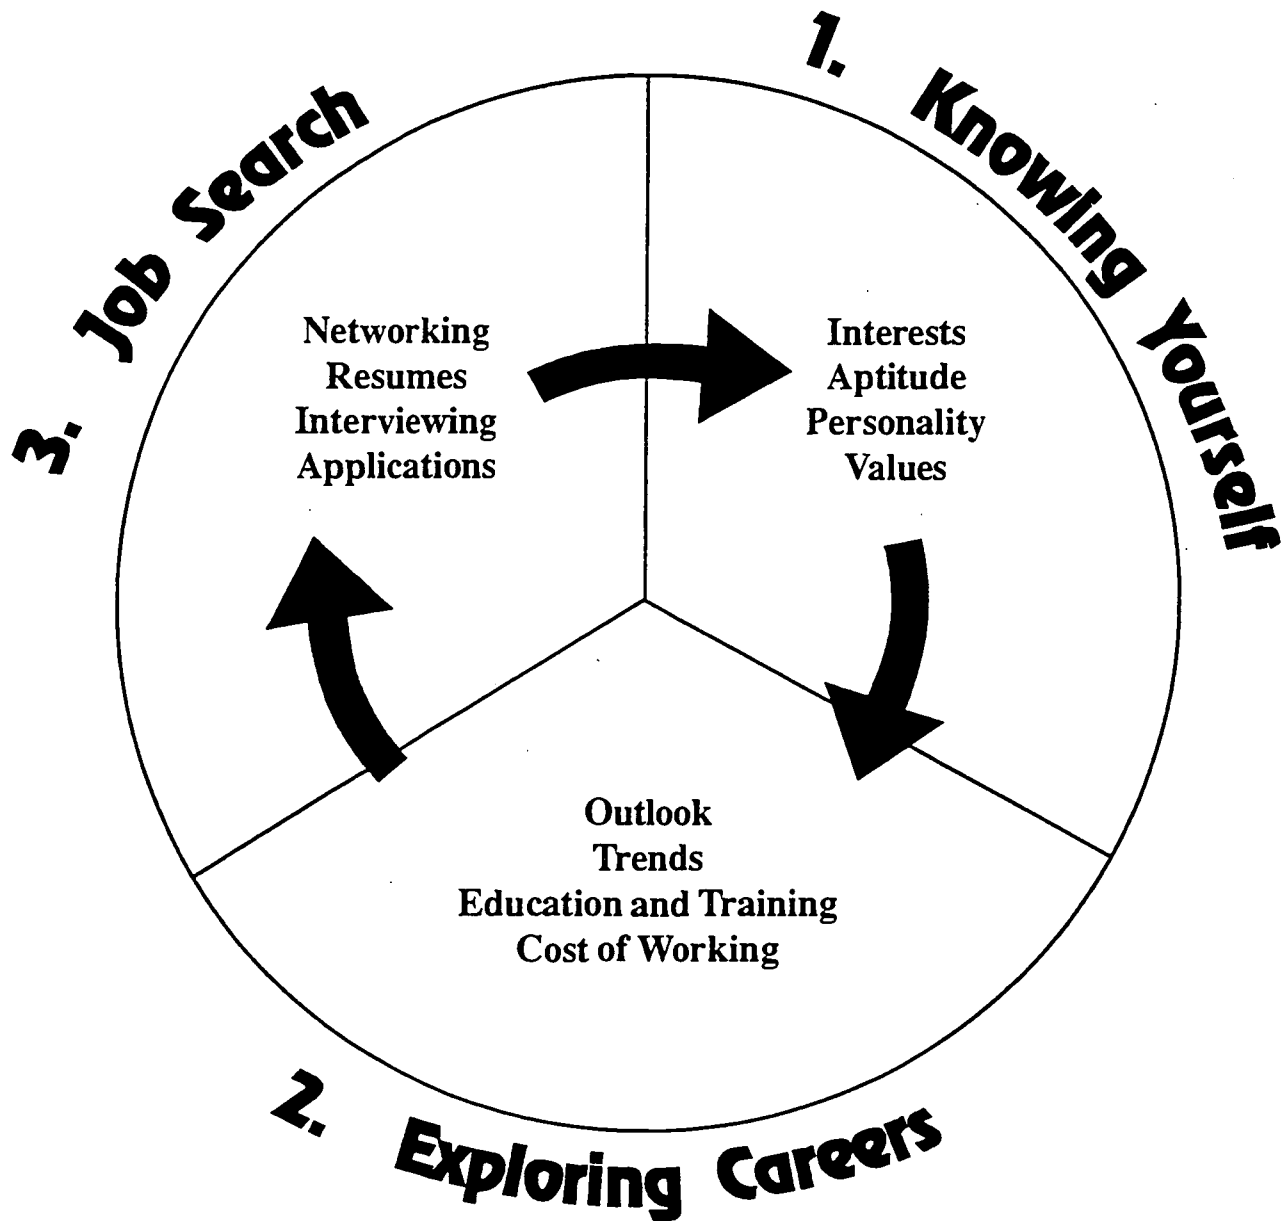 1. Knowing Yourself
Interests
Aptitude
Personality
Values
2. Exploring Careers
Outlook
Trends
Education and Training
Cost of Working
3. Job Search
Networking
Resumes
Interviewing
Applications